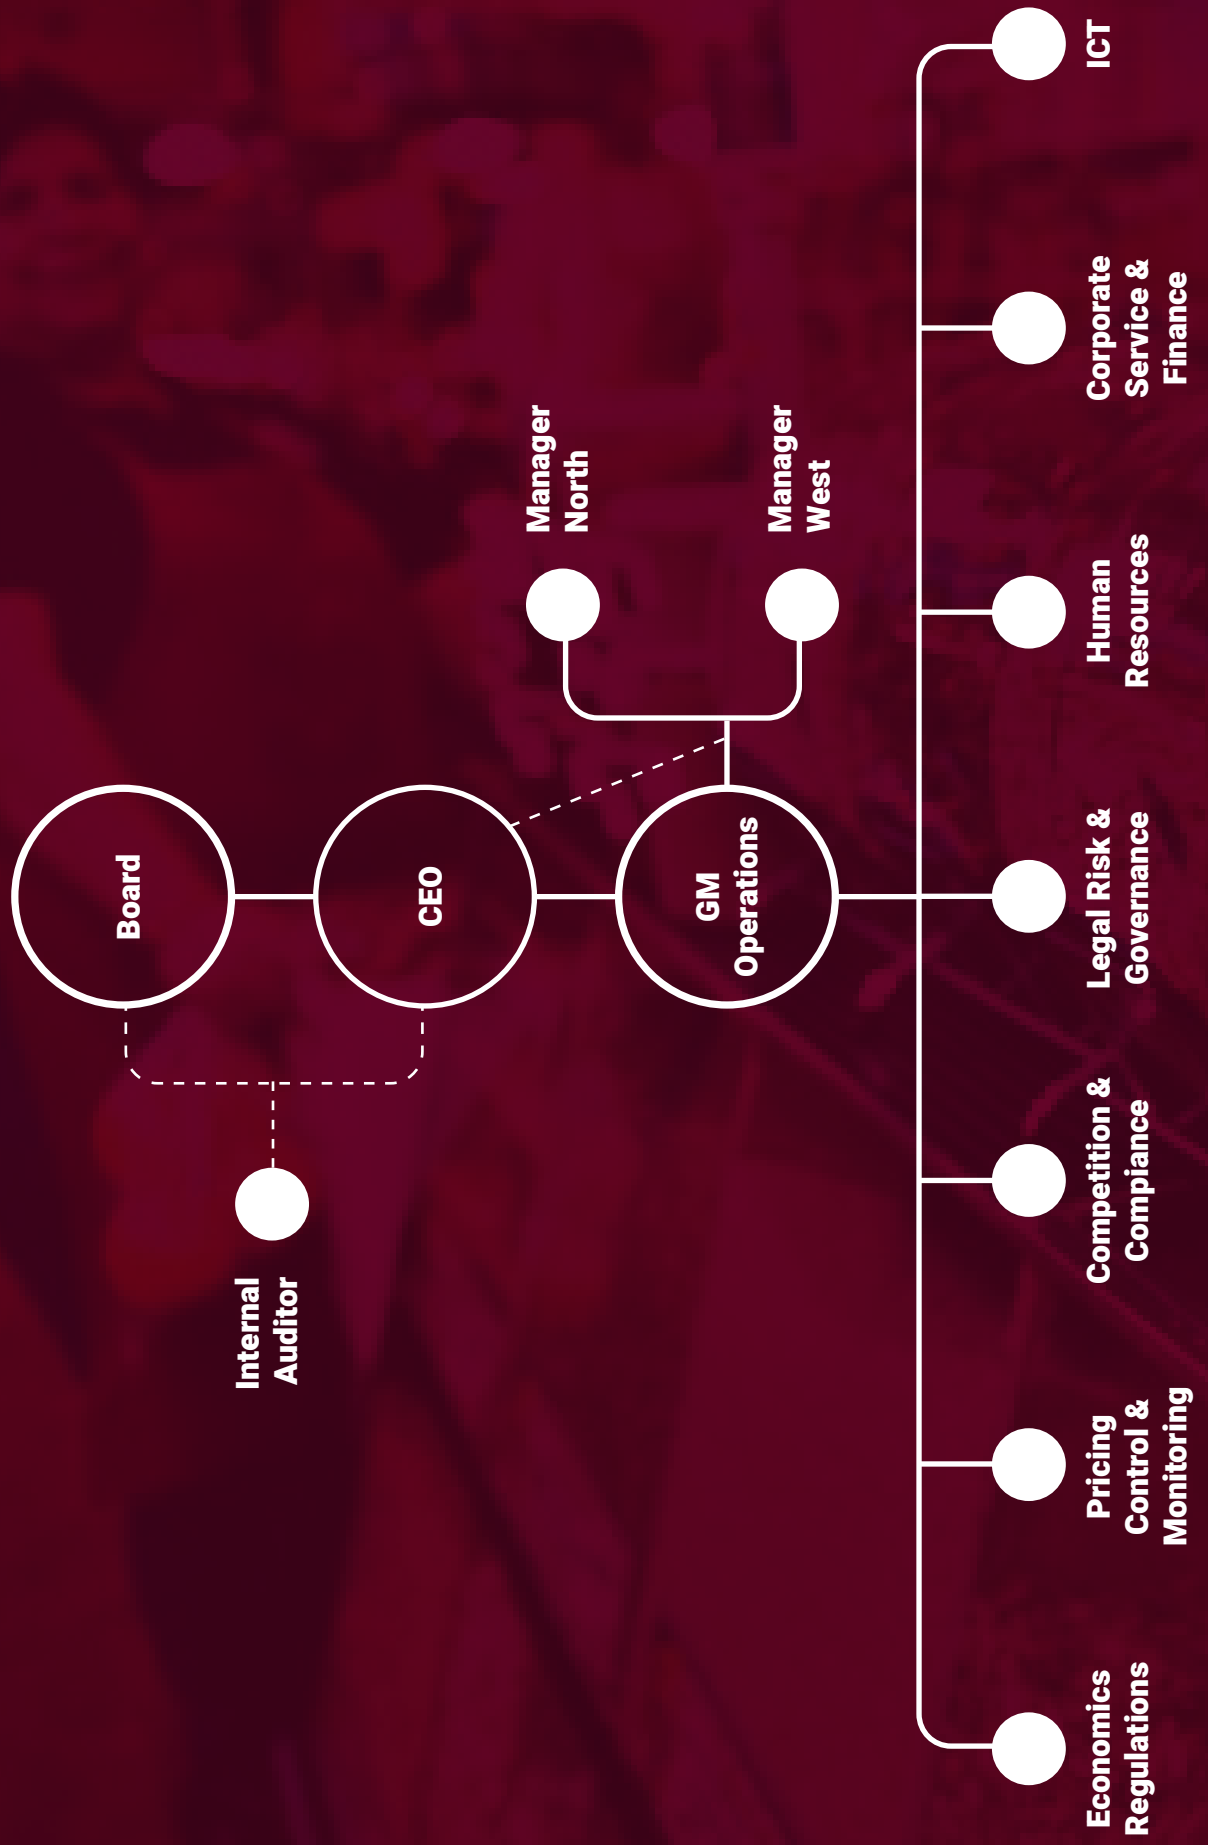 Board
Internal
Auditor
CEO
Manager
North
GM
Operations
Manager
West
Economics
Regulations
Pricing
Control &
Monitoring
Competition &
Compiance
Legal Risk &
Governance
Human
Resources
Corporate
Service &
Finance
ICT